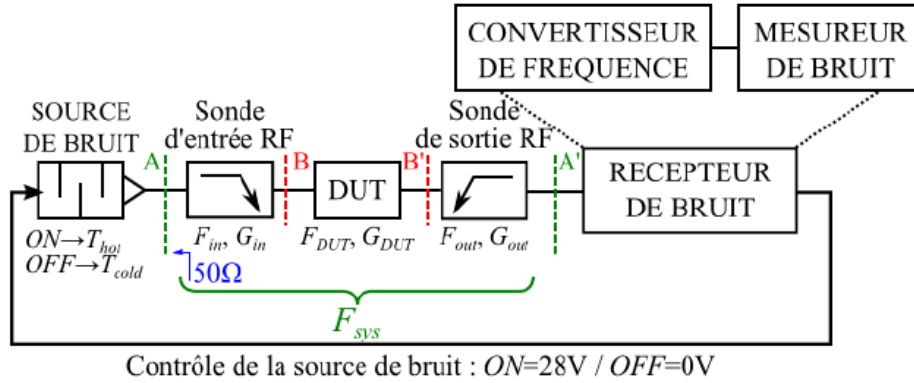 CONVERTISSEUR
DE FREQUENCE
MESUREUR
DE BRUIT
SOURCE
DE BRUIT
Sonde
d'entrée RF
Sonde
de sortie RF
A
B
B'
A'
DUT
RECEPTEUR
DE BRUIT
ON→T_hot
OFF→T_cold
F_in, G_in
F_DUT, G_DUT
F_out, G_out
50Ω
F_sys
Contrôle de la source de bruit : ON=28V / OFF=0V